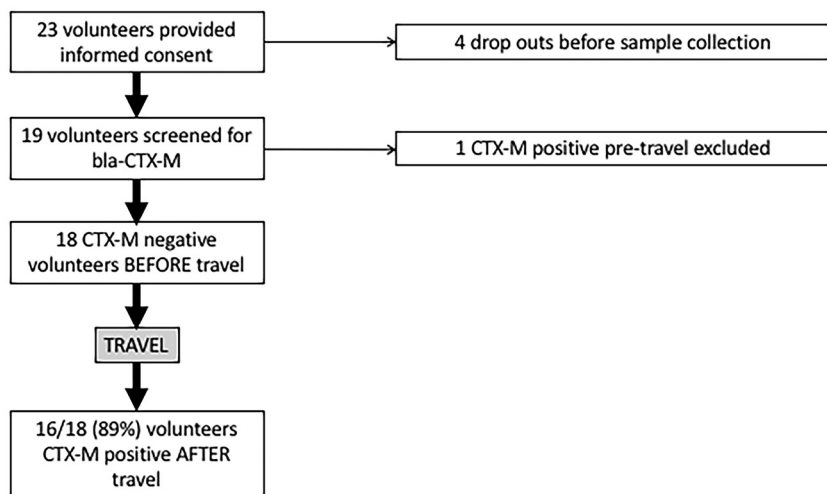 23 volunteers provided
informed consent
4 drop outs before sample collection
19 volunteers screened for
bla-CTX-M
1 CTX-M positive pre-travel excluded
18 CTX-M negative
volunteers BEFORE travel
TRAVEL
16/18 (89%) volunteers
CTX-M positive AFTER
travel